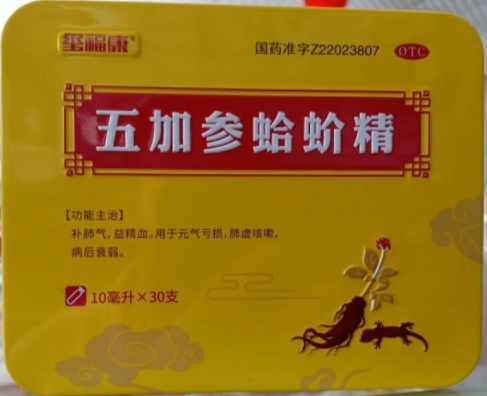 玺福康®
国药准字Z22023807
OTC
五加参蛤蚧精
【功能主治】
补肺气,益精血。用于元气亏损,肺虚咳嗽,
病后衰弱。
10毫升×30支